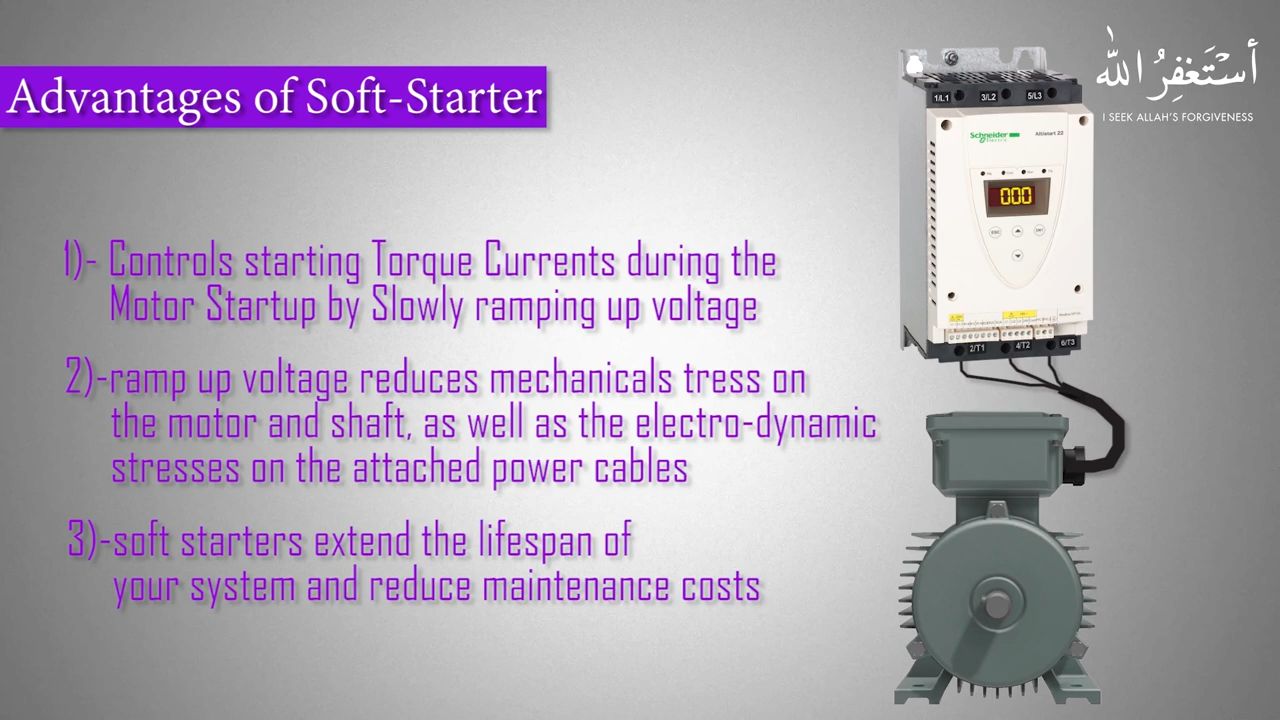 Advantages of Soft-Starter
أَسْتَغْفِرُ اللّٰه
I SEEK ALLAH'S FORGIVENESS
1/L1 3/L2 5/L3
Schneider
Electric
Altistart 22
000
ESC
ENT
2/T1 4/T2 6/T3
1)- Controls starting Torque Currents during the
Motor Startup by Slowly ramping up voltage
2)-ramp up voltage reduces mechanicals tress on
the motor and shaft, as well as the electro-dynamic
stresses on the attached power cables
3)-soft starters extend the lifespan of
your system and reduce maintenance costs